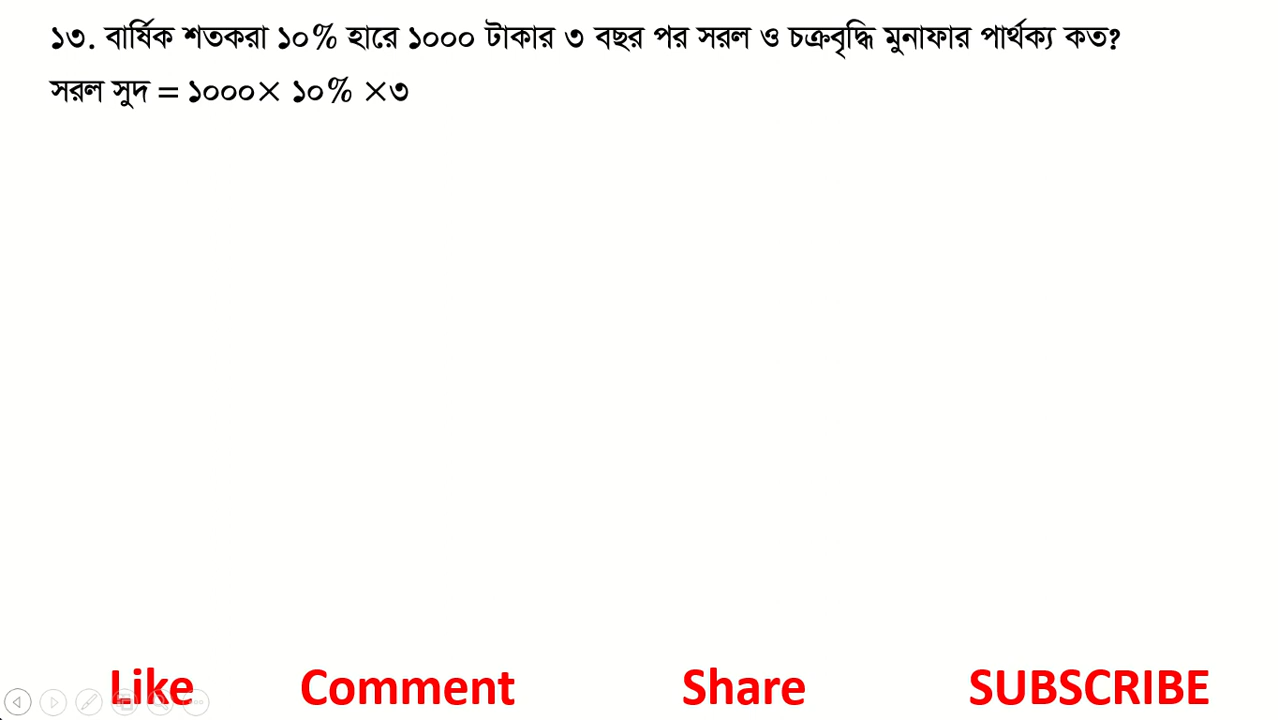 ১৩. বার্ষিক শতকরা ১০% হারে ১০০০ টাকার ৩ বছর পর সরল ও চক্রবৃদ্ধি মুনাফার পার্থক্য কত?
সরল সুদ = ১০০০× ১০% ×৩
Like Comment Share SUBSCRIBE